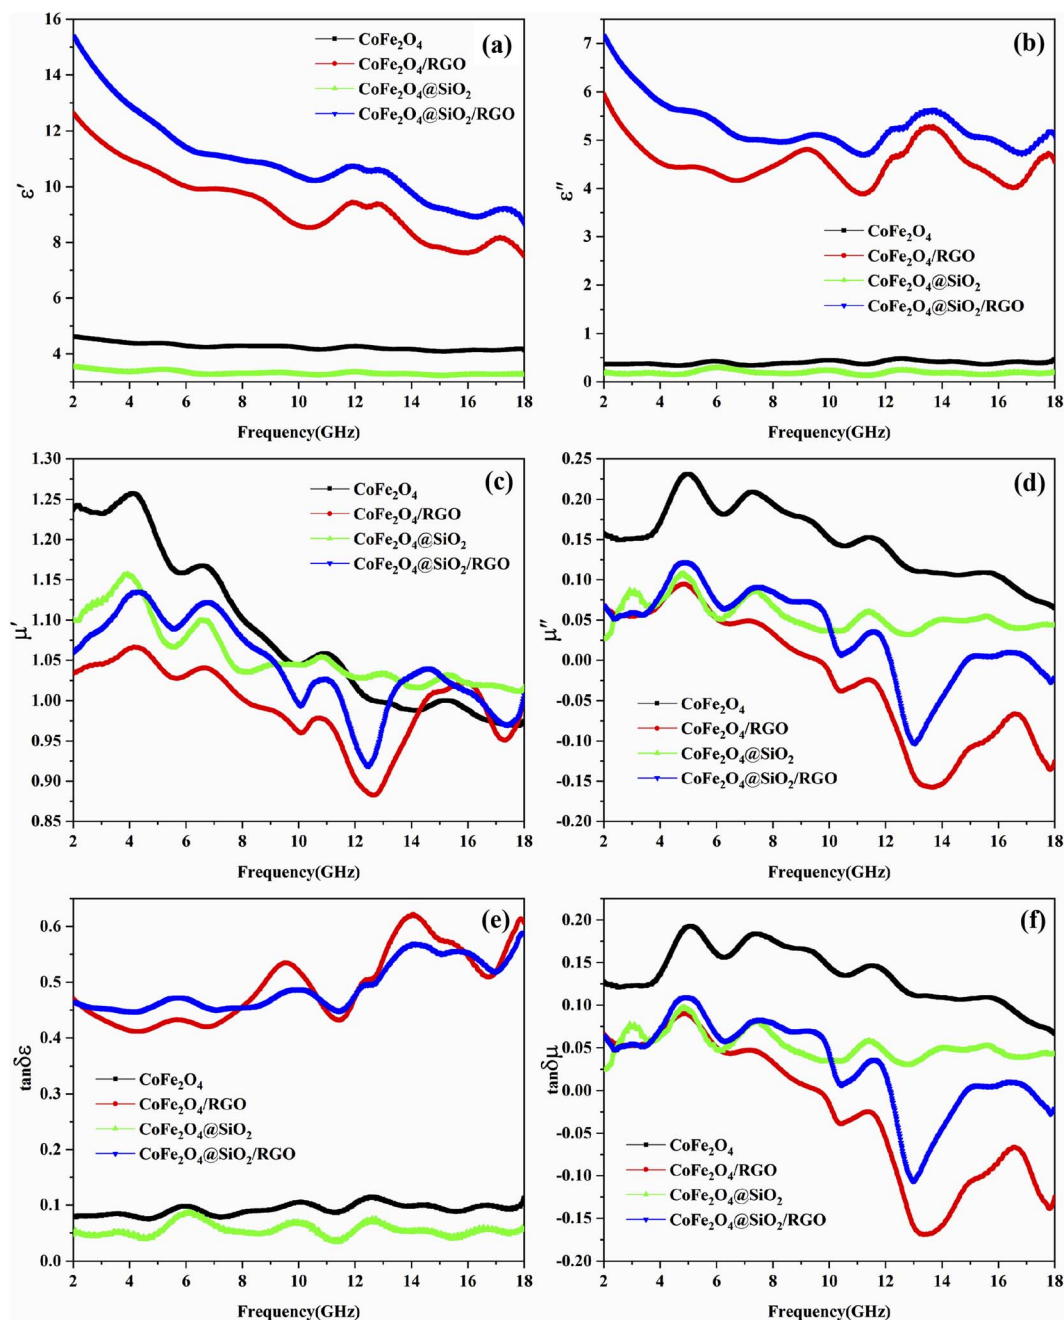 (a)
CoFe₂O₄
CoFe₂O₄/RGO
CoFe₂O₄@SiO₂
CoFe₂O₄@SiO₂/RGO
16
14
12
10
8
6
4
ε′
2 4 6 8 10 12 14 16 18
Frequency(GHz)
(b)
7
6
5
4
3
2
1
0
ε″
CoFe₂O₄
CoFe₂O₄/RGO
CoFe₂O₄@SiO₂
CoFe₂O₄@SiO₂/RGO
2 4 6 8 10 12 14 16 18
Frequency(GHz)
(c)
CoFe₂O₄
CoFe₂O₄/RGO
CoFe₂O₄@SiO₂
CoFe₂O₄@SiO₂/RGO
1.30
1.25
1.20
1.15
1.10
1.05
1.00
0.95
0.90
0.85
μ′
2 4 6 8 10 12 14 16 18
Frequency(GHz)
(d)
0.25
0.20
0.15
0.10
0.05
0.00
-0.05
-0.10
-0.15
-0.20
μ″
CoFe₂O₄
CoFe₂O₄/RGO
CoFe₂O₄@SiO₂
CoFe₂O₄@SiO₂/RGO
2 4 6 8 10 12 14 16 18
Frequency(GHz)
(e)
0.6
0.5
0.4
0.3
0.2
0.1
0.0
tanδε
CoFe₂O₄
CoFe₂O₄/RGO
CoFe₂O₄@SiO₂
CoFe₂O₄@SiO₂/RGO
2 4 6 8 10 12 14 16 18
Frequency(GHz)
(f)
0.20
0.15
0.10
0.05
0.00
-0.05
-0.10
-0.15
-0.20
tanδμ
CoFe₂O₄
CoFe₂O₄/RGO
CoFe₂O₄@SiO₂
CoFe₂O₄@SiO₂/RGO
2 4 6 8 10 12 14 16 18
Frequency(GHz)